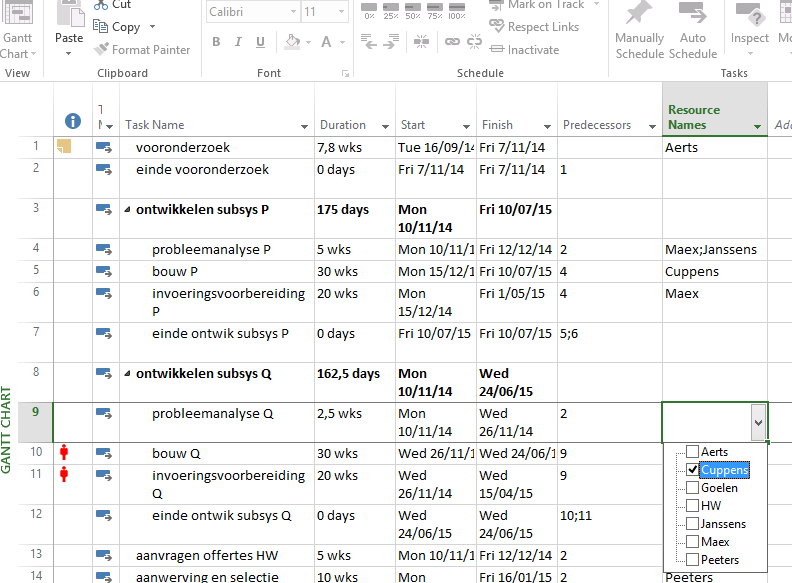 Cut
Calibri 11
0% 25% 50% 75% 100%
Mark on Track
Gantt
Chart
Paste
Copy
Format Painter
B I U A
Respect Links
Inactivate
Manually
Schedule
Auto
Schedule
Inspect
View Clipboard Font Schedule Tasks
Task Name Duration Start Finish Predecessors Resource
Names
1 vooronderzoek 7,8 wks Tue 16/09/14 Fri 7/11/14 Aerts
2 einde vooronderzoek 0 days Fri 7/11/14 Fri 7/11/14 1
3 ontwikkelen subsys P 175 days Mon Fri 10/07/15
10/11/14
4 probleemanalyse P 5 wks Mon 10/11/1 Fri 12/12/14 2 Maex;Janssens
5 bouw P 30 wks Mon 15/12/1 Fri 10/07/15 4 Cuppens
6 invoeringsvoorbereiding 20 wks Mon Fri 1/05/15 4 Maex
P 15/12/14
7 einde ontwik subsys P 0 days Fri 10/07/15 Fri 10/07/15 5;6
8 ontwikkelen subsys Q 162,5 days Mon Wed
10/11/14 24/06/15
9 probleemanalyse Q 2,5 wks Mon Wed 2
10/11/14 26/11/14
10 bouw Q 30 wks Wed 26/11/1 Wed 24/06/1 9
Aerts
11 invoeringsvoorbereiding 20 wks Wed Wed 9
Q 26/11/14 15/04/15
Cuppens
Goelen
12 einde ontwik subsys Q 0 days Wed Wed 10;11
24/06/15 24/06/15
HW
Janssens
13 aanvragen offertes HW 5 wks Mon 10/11/1 Fri 12/12/14 2
Maex
Peeters
14 aanwerving en selectie 10 wks Mon Fri 16/01/15 2 Peeters
GANTT CHART